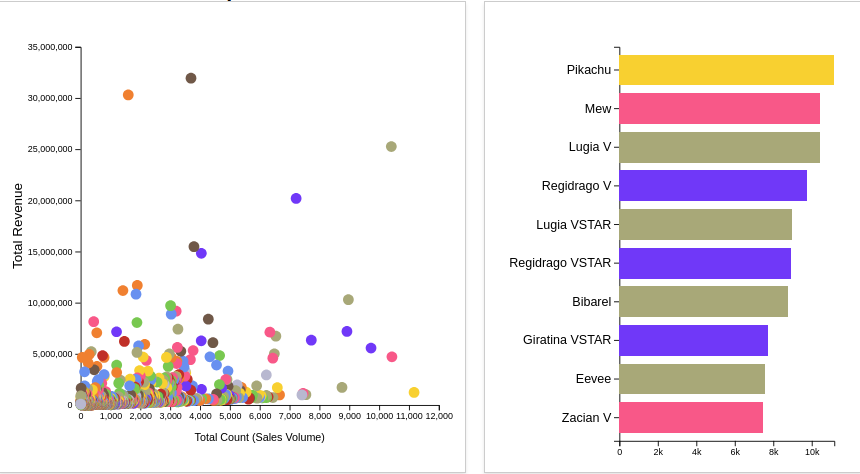 Total Revenue
35,000,000
30,000,000
25,000,000
20,000,000
15,000,000
10,000,000
5,000,000
0
0 1,000 2,000 3,000 4,000 5,000 6,000 7,000 8,000 9,000 10,000 11,000 12,000
Total Count (Sales Volume)
Pikachu
Mew
Lugia V
Regidrago V
Lugia VSTAR
Regidrago VSTAR
Bibarel
Giratina VSTAR
Eevee
Zacian V
0 2k 4k 6k 8k 10k